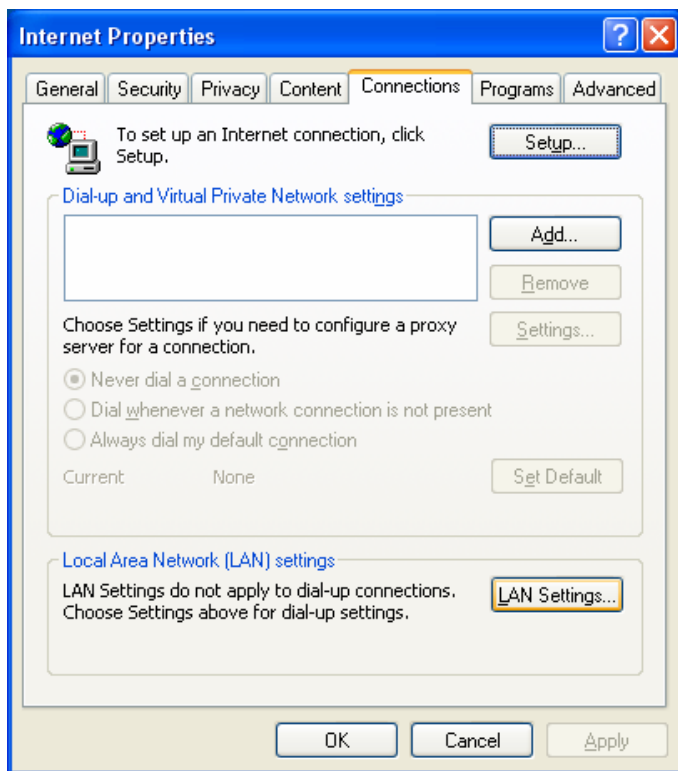 Internet Properties
General Security Privacy Content Connections Programs Advanced
To set up an Internet connection, click
Setup.
Setup...
Dial-up and Virtual Private Network settings
Add...
Remove
Choose Settings if you need to configure a proxy
server for a connection.
Settings...
Never dial a connection
Dial whenever a network connection is not present
Always dial my default connection
Current None
Set Default
Local Area Network (LAN) settings
LAN Settings do not apply to dial-up connections.
Choose Settings above for dial-up settings.
LAN Settings...
OK Cancel Apply